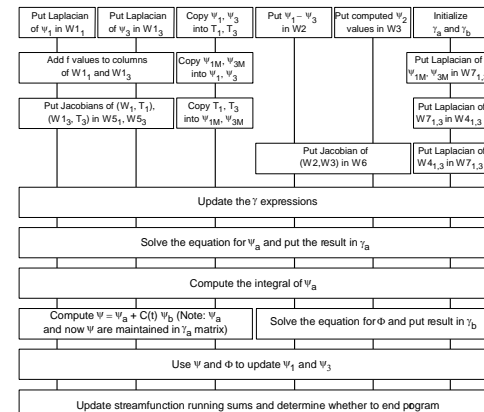 Put Laplacian
of Ψ₁ in W1₁
Put Laplacian
of Ψ₃ in W1₃
Copy Ψ₁, Ψ₃
into T₁, T₃
Put Ψ₁− Ψ₃
in W2
Put computed Ψ₂
values in W3
Initialize
γₐ and γ_b
Add f values to columns
of W1₁ and W1₃
Copy Ψ₁M, Ψ₃M
into Ψ₁, Ψ₃
Put Laplacian of
Ψ₁M, Ψ₃M in W7₁,₃
Put Jacobians of (W₁, T₁),
(W1₃, T₃) in W5₁, W5₃
Copy T₁, T₃
into Ψ₁M, Ψ₃M
Put Laplacian of
W7₁,₃ in W4₁,₃
Put Jacobian of
(W2,W3) in W6
Put Laplacian of
W4₁,₃ in W7₁,₃
Update the γ expressions
Solve the equation for Ψₐ and put the result in γₐ
Compute the integral of Ψₐ
Compute Ψ = Ψₐ + C(t) Ψ_b (Note: Ψₐ
and now Ψ are maintained in γₐ matrix)
Solve the equation for Φ and put result in γ_b
Use Ψ and Φ to update Ψ₁ and Ψ₃
Update streamfunction running sums and determine whether to end program